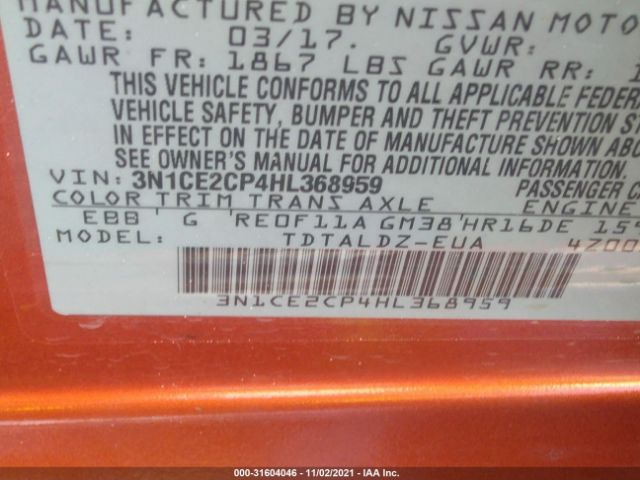 MANUFACTURED BY NISSAN MOTO
DATE: 03/17. GVWR:
GAWR FR: 1867 LBS GAWR RR: 1
THIS VEHICLE CONFORMS TO ALL APPLICABLE FEDER
VEHICLE SAFETY, BUMPER AND THEFT PREVENTION S
IN EFFECT ON THE DATE OF MANUFACTURE SHOWN ABO
SEE OWNER'S MANUAL FOR ADDITIONAL INFORMATION.
VIN: 3N1CE2CP4HL368959 PASSENGER
COLOR TRIM TRANS AXLE ENGINE
EBB G RE0F11A GM38 HR16DE 159
MODEL: TDTALDZ-EUA 4Z00
3N1CE2CP4HL368959
000-31604046 - 11/02/2021 - IAA Inc.